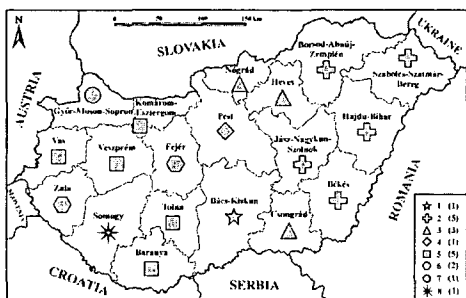 N
0 50 100 150 km
SLOVAKIA
UKRAINE
AUSTRIA
Borsod-Abaúj-
Zemplén
Szabolcs-Szatmár-
Bereg
Nógrád
Heves
Győr-Moson-Sopron
Komárom-
Esztergom
Pest
Hajdu-Bihar
Jász-Nagykun-
Szolnok
Vas
Veszprém
Fejér
Zala
Somogy
Tolna
Bács-Kiskun
Csongrád
Békés
Baranya
ROMANIA
CROATIA
SERBIA
1 (1)
2 (5)
3 (3)
4 (1)
5 (5)
6 (2)
7 (1)
8 (1)